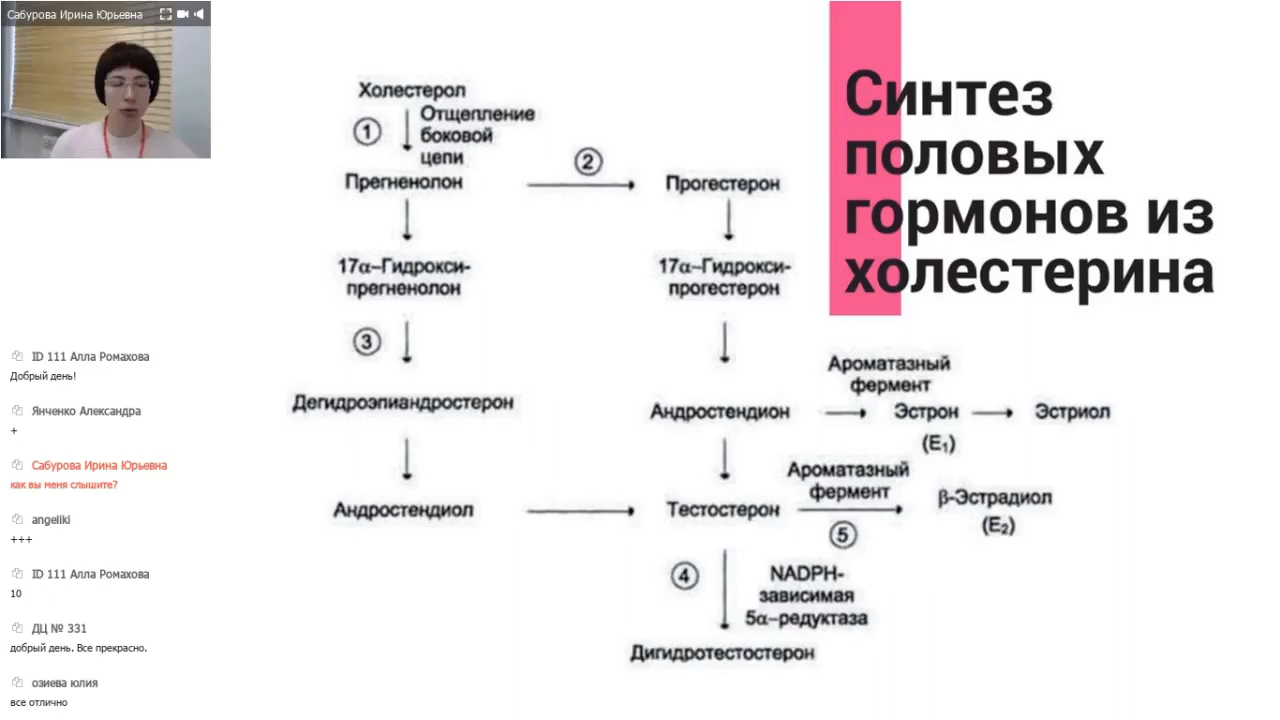 Сабурова Ирина Юрьевна
Синтез
половых
гормонов из
холестерина
Холестерол
①
Отщепление
боковой
цепи
Прегненолон
②
Прогестерон
17α–Гидрокси-
прегненолон
17α–Гидрокси-
прогестерон
③
Ароматазный
фермент
Дегидроэпиандростерон
Андростендион
Эстрон
Эстриол
(E₁)
Ароматазный
фермент
β-Эстрадиол
(E₂)
Андростендиол
Тестостерон
⑤
④
NADPH-
зависимая
5α–редуктаза
Дигидротестостерон
ID 111 Алла Ромахова
Добрый день!
Янченко Александра
+
Сабурова Ирина Юрьевна
как вы меня слышите?
angeliki
+++
ID 111 Алла Ромахова
10
ДЦ № 331
добрый день. Все прекрасно.
озиева юлия
все отлично